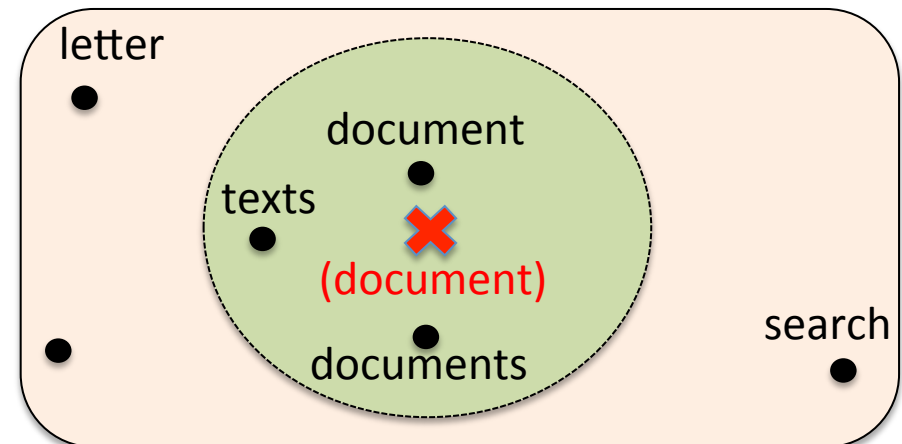 letter
document
texts
(document)
search
documents